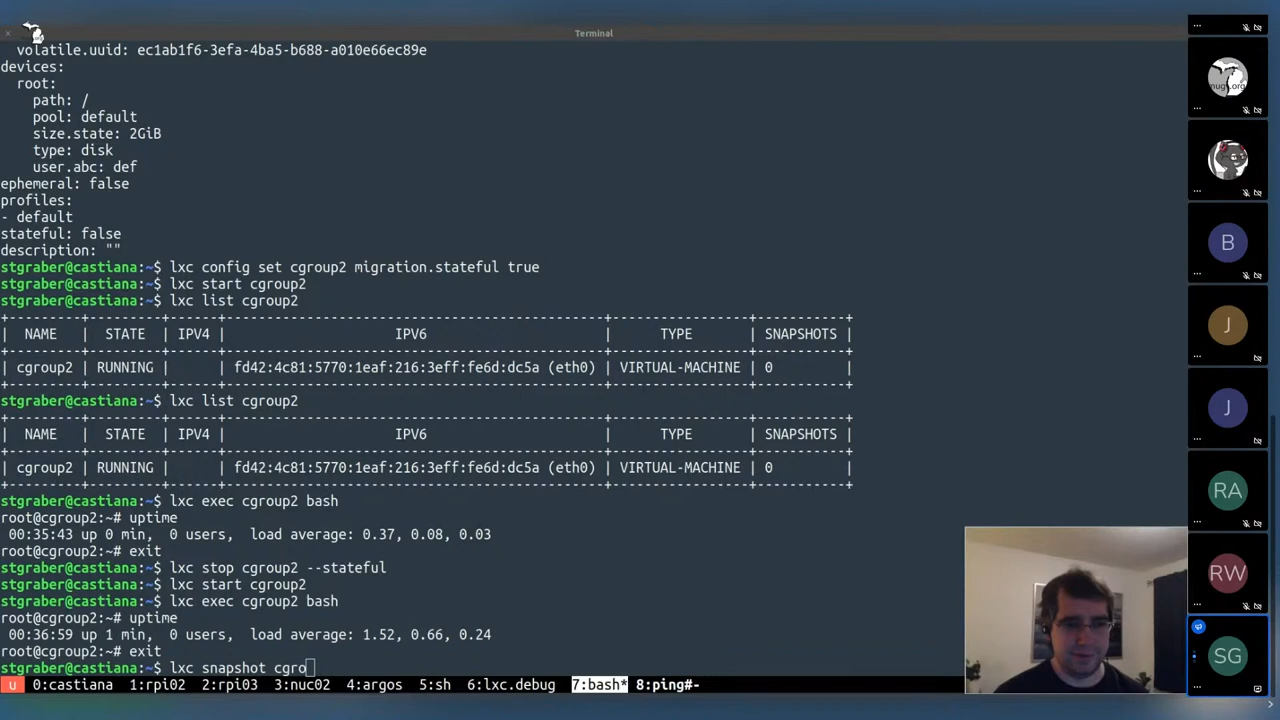 Terminal
volatile.uuid: ec1ab1f6-3efa-4ba5-b688-a010e66ec89e
devices:
root:
path: /
pool: default
size.state: 2GiB
type: disk
user.abc: def
ephemeral: false
profiles:
- default
stateful: false
description: ""
stgraber@castiana:~$ lxc config set cgroup2 migration.stateful true
stgraber@castiana:~$ lxc start cgroup2
stgraber@castiana:~$ lxc list cgroup2
| NAME | STATE | IPV4 | IPV6 | TYPE | SNAPSHOTS |
| cgroup2 | RUNNING | | fd42:4c81:5770:1eaf:216:3eff:fe6d:dc5a (eth0) | VIRTUAL-MACHINE | 0 |
stgraber@castiana:~$ lxc list cgroup2
| NAME | STATE | IPV4 | IPV6 | TYPE | SNAPSHOTS |
| cgroup2 | RUNNING | | fd42:4c81:5770:1eaf:216:3eff:fe6d:dc5a (eth0) | VIRTUAL-MACHINE | 0 |
stgraber@castiana:~$ lxc exec cgroup2 bash
root@cgroup2:~# uptime
00:35:43 up 0 min, 0 users, load average: 0.37, 0.08, 0.03
root@cgroup2:~# exit
stgraber@castiana:~$ lxc stop cgroup2 --stateful
stgraber@castiana:~$ lxc start cgroup2
stgraber@castiana:~$ lxc exec cgroup2 bash
root@cgroup2:~# uptime
00:36:59 up 1 min, 0 users, load average: 1.52, 0.66, 0.24
root@cgroup2:~# exit
stgraber@castiana:~$ lxc snapshot cgro
u 0:castiana 1:rpi02 2:rpi03 3:nuc02 4:argos 5:sh 6:lxc.debug 7:bash* 8:ping#-
B
J
J
RA
RW
SG